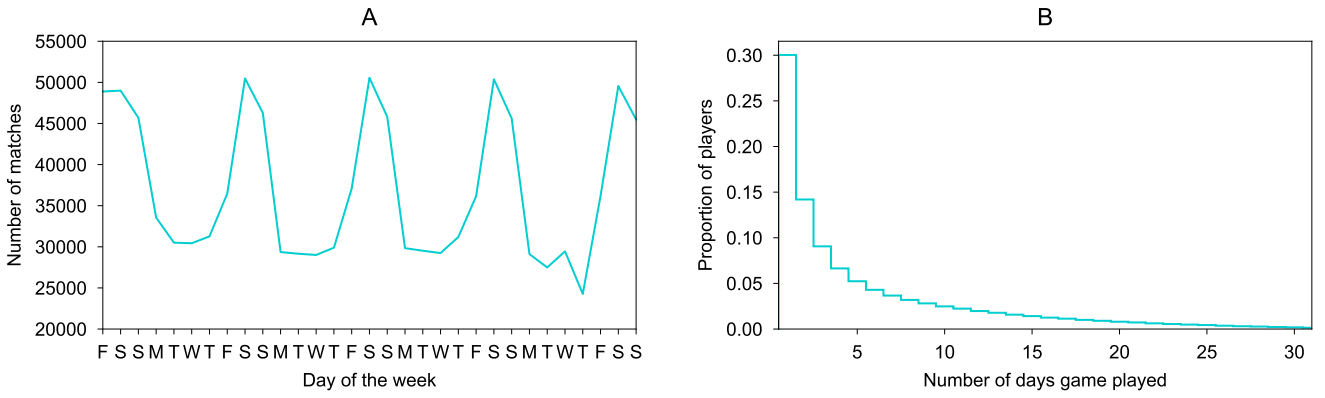 A
Number of matches
55000
50000
45000
40000
35000
30000
25000
20000
F S S M T W T F S S M T W T F S S M T W T F S S M T W T F S S
Day of the week
B
Proportion of players
0.30
0.25
0.20
0.15
0.10
0.05
0.00
5 10 15 20 25 30
Number of days game played